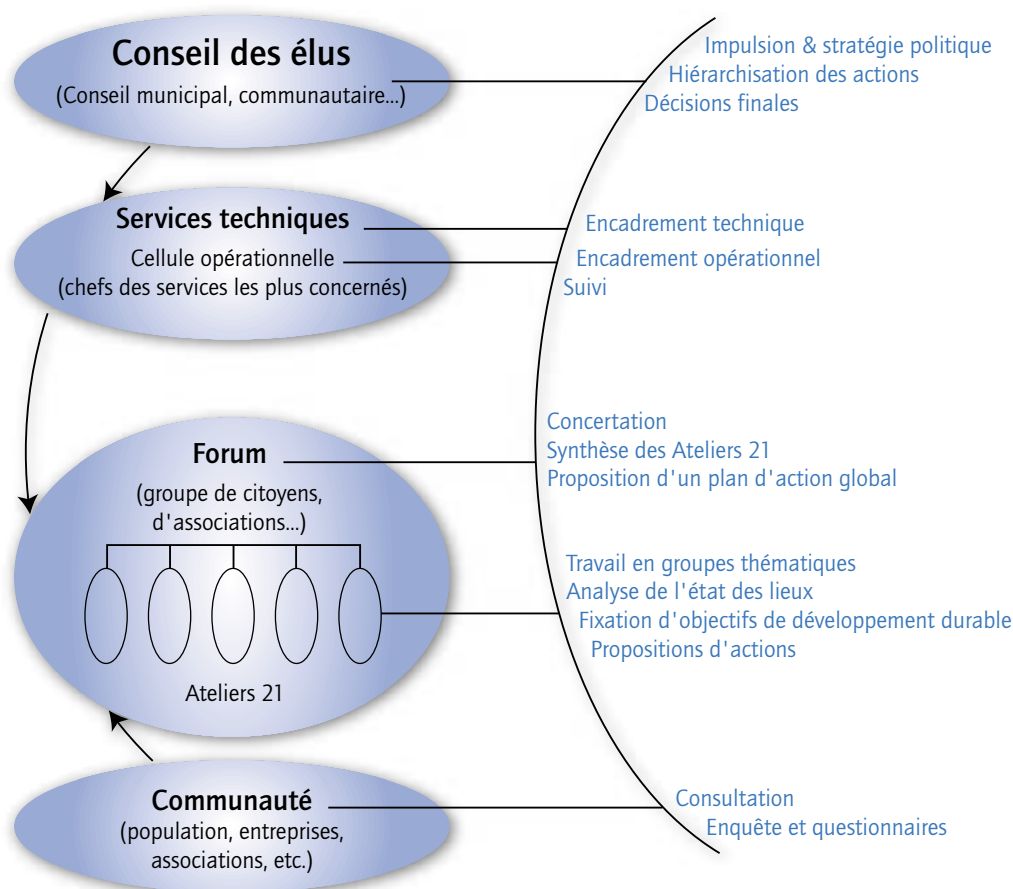 Conseil des élus
(Conseil municipal, communautaire...)
Impulsion & stratégie politique
Hiérarchisation des actions
Décisions finales
Services techniques
Cellule opérationnelle
(chefs des services les plus concernés)
Encadrement technique
Encadrement opérationnel
Suivi
Forum
(groupe de citoyens,
d'associations...)
Concertation
Synthèse des Ateliers 21
Proposition d'un plan d'action global
Ateliers 21
Travail en groupes thématiques
Analyse de l'état des lieux
Fixation d'objectifs de développement durable
Propositions d'actions
Communauté
(population, entreprises,
associations, etc.)
Consultation
Enquête et questionnaires